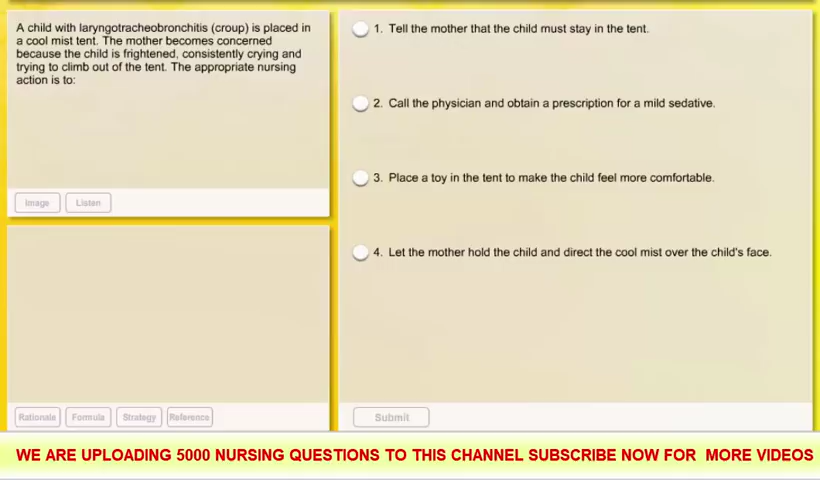 A child with laryngotracheobronchitis (croup) is placed in
a cool mist tent. The mother becomes concerned
because the child is frightened, consistently crying and
trying to climb out of the tent. The appropriate nursing
action is to:
Image
Listen
Rationale
Formula
Strategy
Reference
1. Tell the mother that the child must stay in the tent.
2. Call the physician and obtain a prescription for a mild sedative.
3. Place a toy in the tent to make the child feel more comfortable.
4. Let the mother hold the child and direct the cool mist over the child's face.
Submit
WE ARE UPLOADING 5000 NURSING QUESTIONS TO THIS CHANNEL SUBSCRIBE NOW FOR MORE VIDEOS